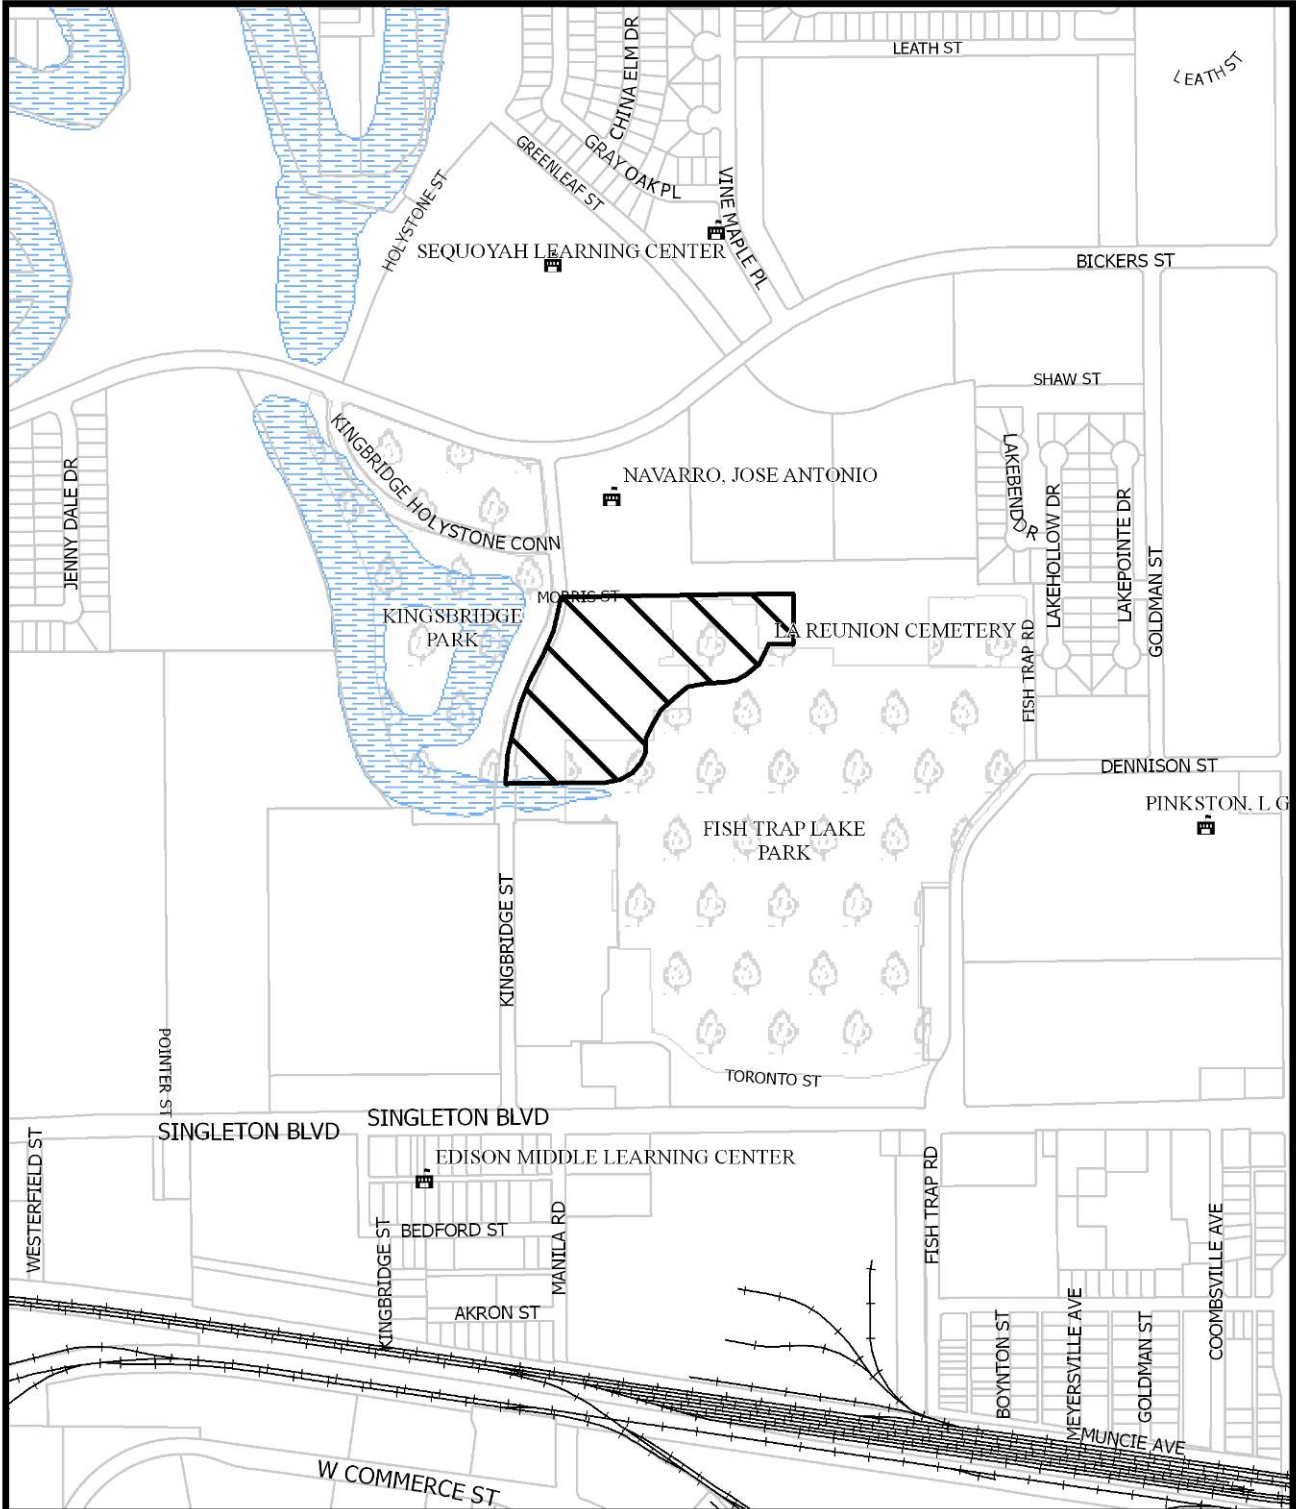 LEATH ST
LEATH ST
CHINA ELM DR
GRAY OAK PL
GREENLEAF ST
VINE MAPLE PL
HOLYSTONE ST
SEQUOYAH LEARNING CENTER
BICKERS ST
SHAW ST
KINGBRIDGE HOLYSTONE CONN
NAVARRO, JOSE ANTONIO
JENNY DALE DR
LAKEBEND DR
LAKEHOLLOW DR
LAKEPOINTE DR
GOLDMAN ST
MORRIS ST
KINGSBRIDGE
PARK
LA REUNION CEMETERY
FISH TRAP RD
DENNISON ST
PINKSTON, L G
FISH TRAP LAKE
PARK
KINGBRIDGE ST
POINTER ST
TORONTO ST
SINGLETON BLVD
SINGLETON BLVD
WESTERFIELD ST
EDISON MIDDLE LEARNING CENTER
BEDFORD ST
KINGBRIDGE ST
MANILA RD
AKRON ST
FISH TRAP RD
COOMBSVILLE AVE
BOYNTON ST
MEYERSVILLE AVE
GOLDMAN ST
MUNCIE AVE
W COMMERCE ST